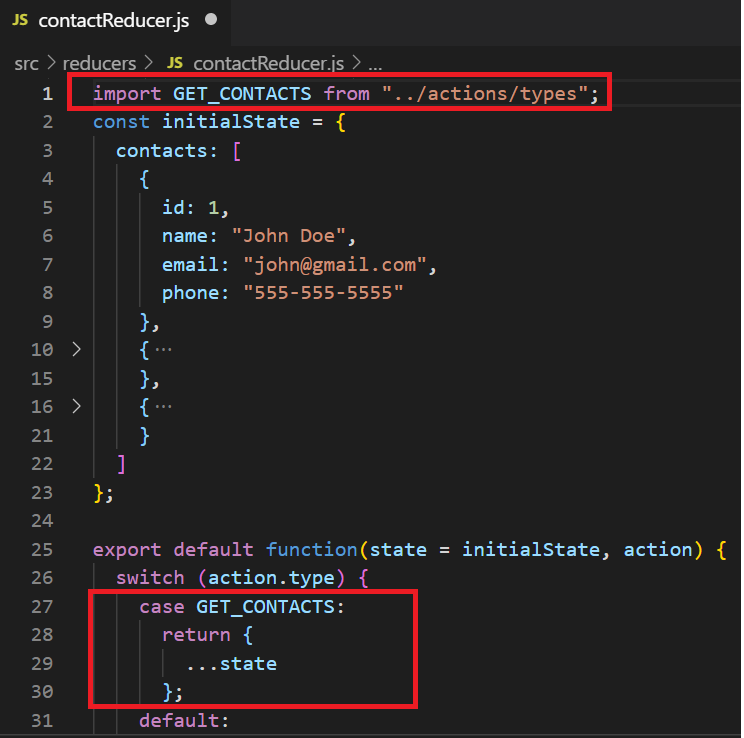 JS contactReducer.js ●
src > reducers > JS contactReducer.js > ...
1 import GET_CONTACTS from "../actions/types";
2 const initialState = {
3 contacts: [
4 {
5 id: 1,
6 name: "John Doe",
7 email: "john@gmail.com",
8 phone: "555-555-5555"
9 },
10 > { ...
15 },
16 > { ...
21 }
22 ]
23 };
24
25 export default function(state = initialState, action) {
26 switch (action.type) {
27 case GET_CONTACTS:
28 return {
29 ...state
30 };
31 default: